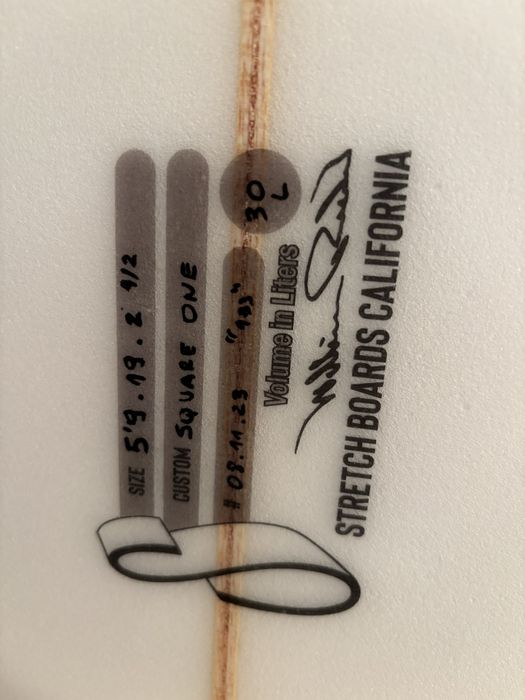 SIZE 5'9.19.2 1/2
CUSTOM SQUARE ONE
# 08.11.23 "193"
30 L
Volume in Liters
STRETCH BOARDS CALIFORNIA